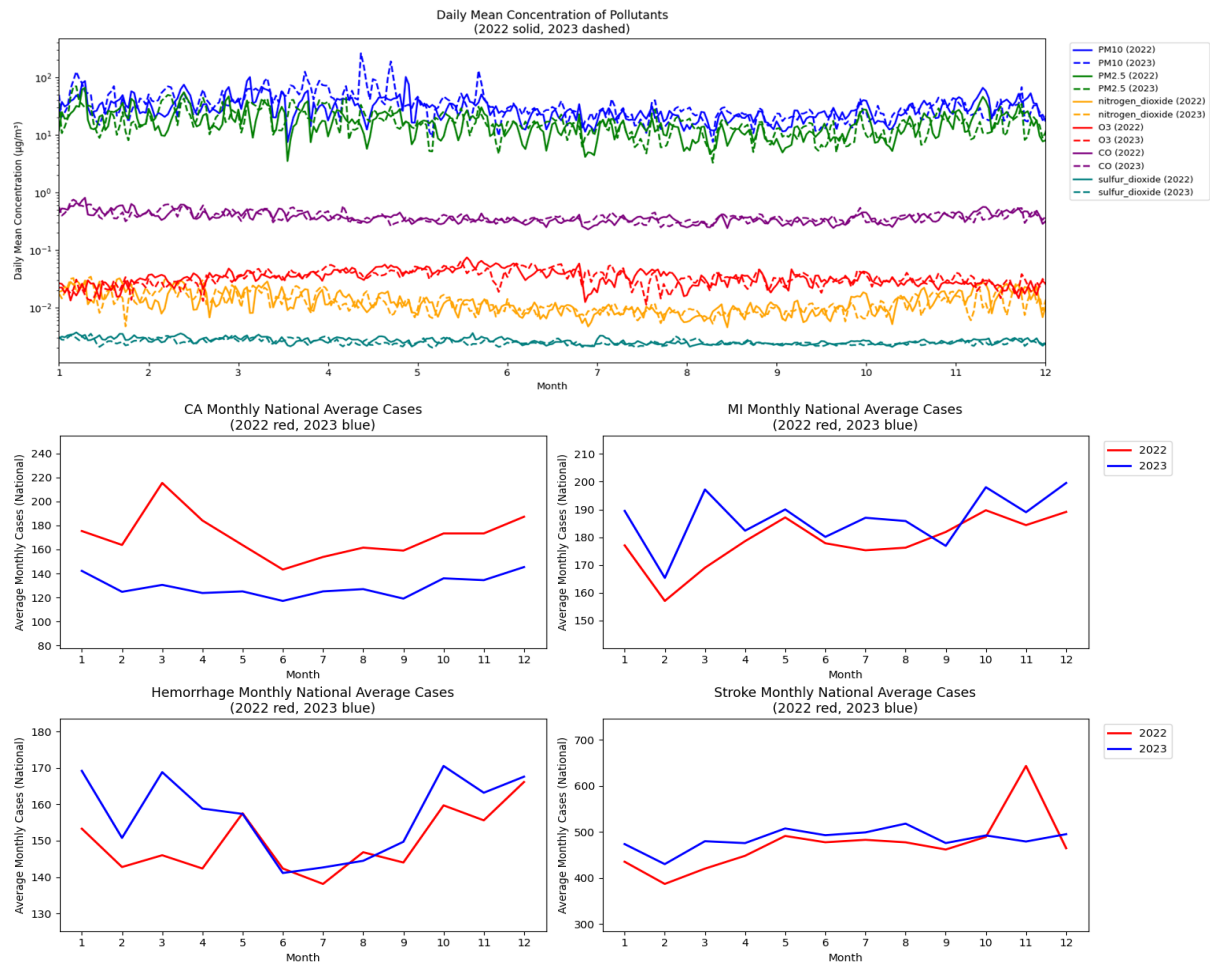 Daily Mean Concentration of Pollutants
(2022 solid, 2023 dashed)
Daily Mean Concentration (μg/m³)
10²
10¹
10⁰
10⁻¹
10⁻²
1 2 3 4 5 6 7 8 9 10 11 12
Month
PM10 (2022)
PM10 (2023)
PM2.5 (2022)
PM2.5 (2023)
nitrogen_dioxide (2022)
nitrogen_dioxide (2023)
O3 (2022)
O3 (2023)
CO (2022)
CO (2023)
sulfur_dioxide (2022)
sulfur_dioxide (2023)
CA Monthly National Average Cases
(2022 red, 2023 blue)
Average Monthly Cases (National)
240
220
200
180
160
140
120
100
80
1 2 3 4 5 6 7 8 9 10 11 12
Month
MI Monthly National Average Cases
(2022 red, 2023 blue)
Average Monthly Cases (National)
210
200
190
180
170
160
150
1 2 3 4 5 6 7 8 9 10 11 12
Month
2022
2023
Hemorrhage Monthly National Average Cases
(2022 red, 2023 blue)
Average Monthly Cases (National)
180
170
160
150
140
130
1 2 3 4 5 6 7 8 9 10 11 12
Month
Stroke Monthly National Average Cases
(2022 red, 2023 blue)
Average Monthly Cases (National)
700
600
500
400
300
1 2 3 4 5 6 7 8 9 10 11 12
Month
2022
2023